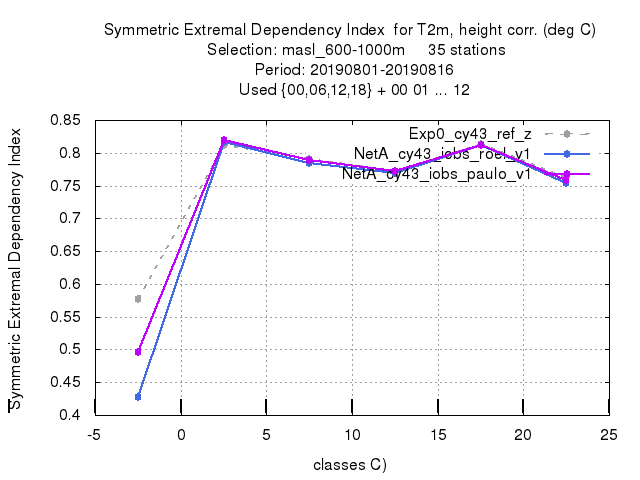 Symmetric Extremal Dependency Index  for T2m, height corr. (deg C)
Selection: masl_600-1000m     35 stations
Period: 20190801-20190816
Used {00,06,12,18} + 00 01 ... 12
Symmetric Extremal Dependency Index
0.85
0.8
0.75
0.7
0.65
0.6
0.55
0.5
0.45
0.4
Exp0_cy43_ref_z
NetA_cy43_iobs_roel_v1
NetA_cy43_iobs_paulo_v1
-5 0 5 10 15 20 25
classes C)